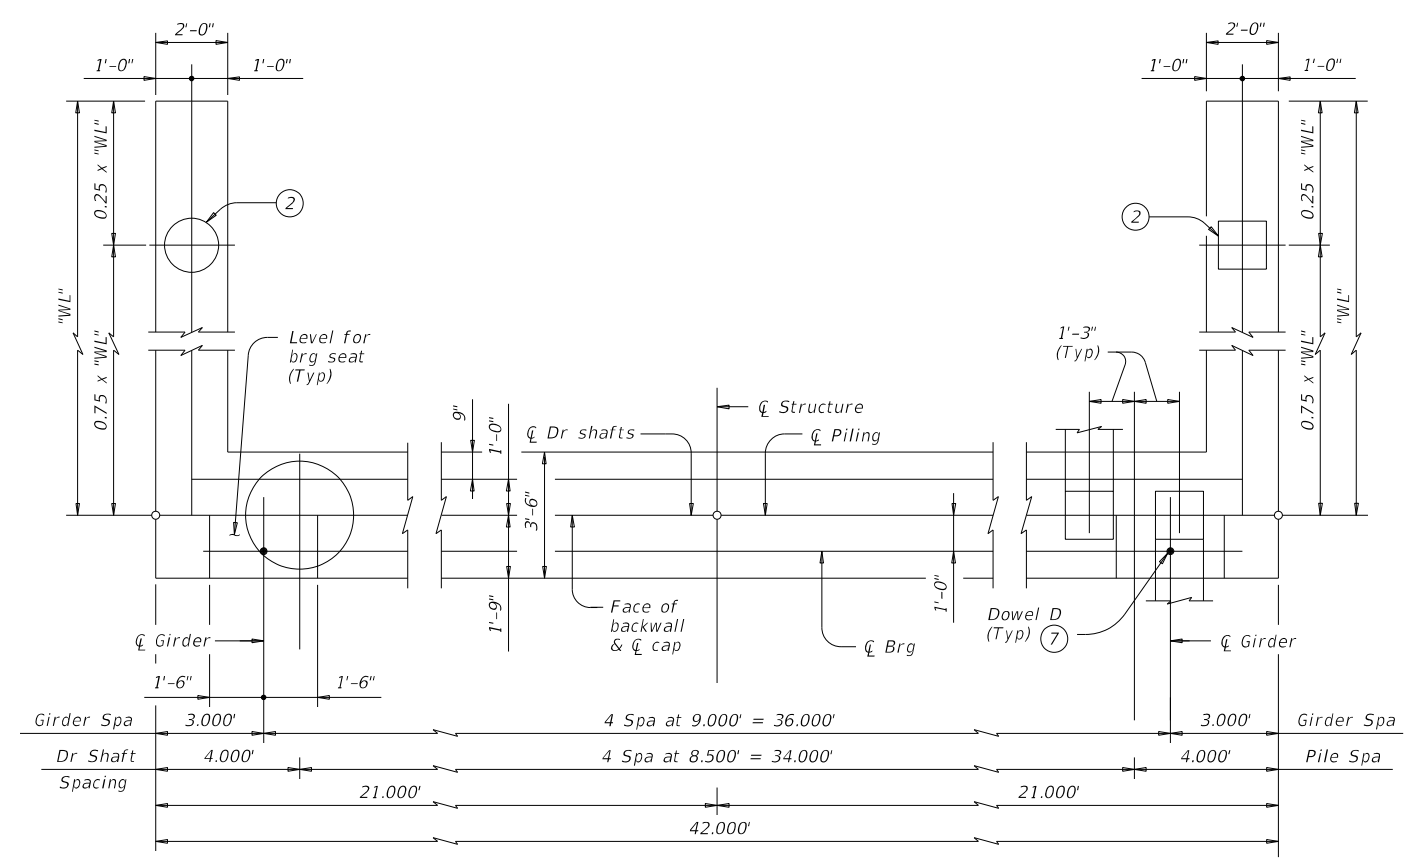 2'-0"
2'-0"
1'-0"
1'-0"
1'-0"
1'-0"
0.25 x "WL"
0.25 x "WL"
2
2
"WL"
"WL"
0.75 x "WL"
0.75 x "WL"
Level for
brg seat
(Typ)
1'-3"
(Typ)
9"
1'-0"
℄ Structure
℄ Dr shafts
℄ Piling
3'-6"
1'-9"
1'-0"
Face of
backwall
& ℄ cap
℄ Brg
Dowel D
(Typ) 7
℄ Girder
℄ Girder
1'-6"
1'-6"
Girder Spa
3.000'
4 Spa at 9.000' = 36.000'
3.000'
Girder Spa
Dr Shaft
Spacing
4.000'
4 Spa at 8.500' = 34.000'
4.000'
Pile Spa
21.000'
21.000'
42.000'